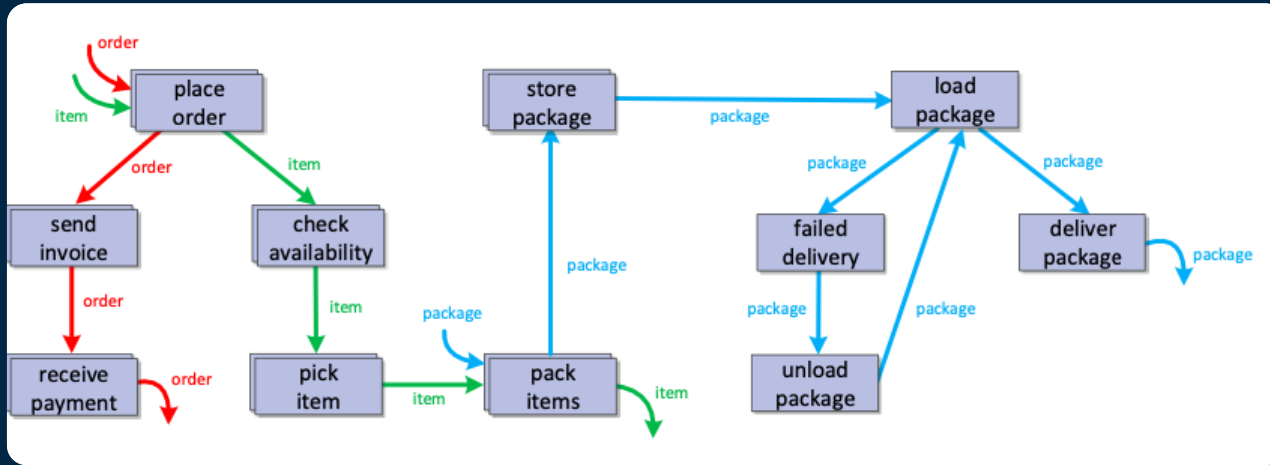 order
item
place
order
order
item
send
invoice
check
availability
order
item
receive
payment
order
pick
item
item
package
pack
items
item
package
store
package
package
load
package
package
package
failed
delivery
deliver
package
package
package
package
unload
package